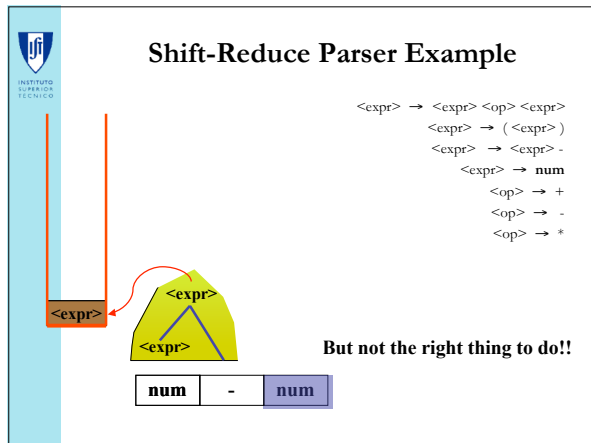 Shift-Reduce Parser Example
INSTITUTO
SUPERIOR
TÉCNICO
<expr> → <expr> <op> <expr>
<expr> → ( <expr> )
<expr> → <expr> -
<expr> → num
<op> → +
<op> → -
<op> → *
<expr>
<expr>
<expr>
But not the right thing to do!!
num - num